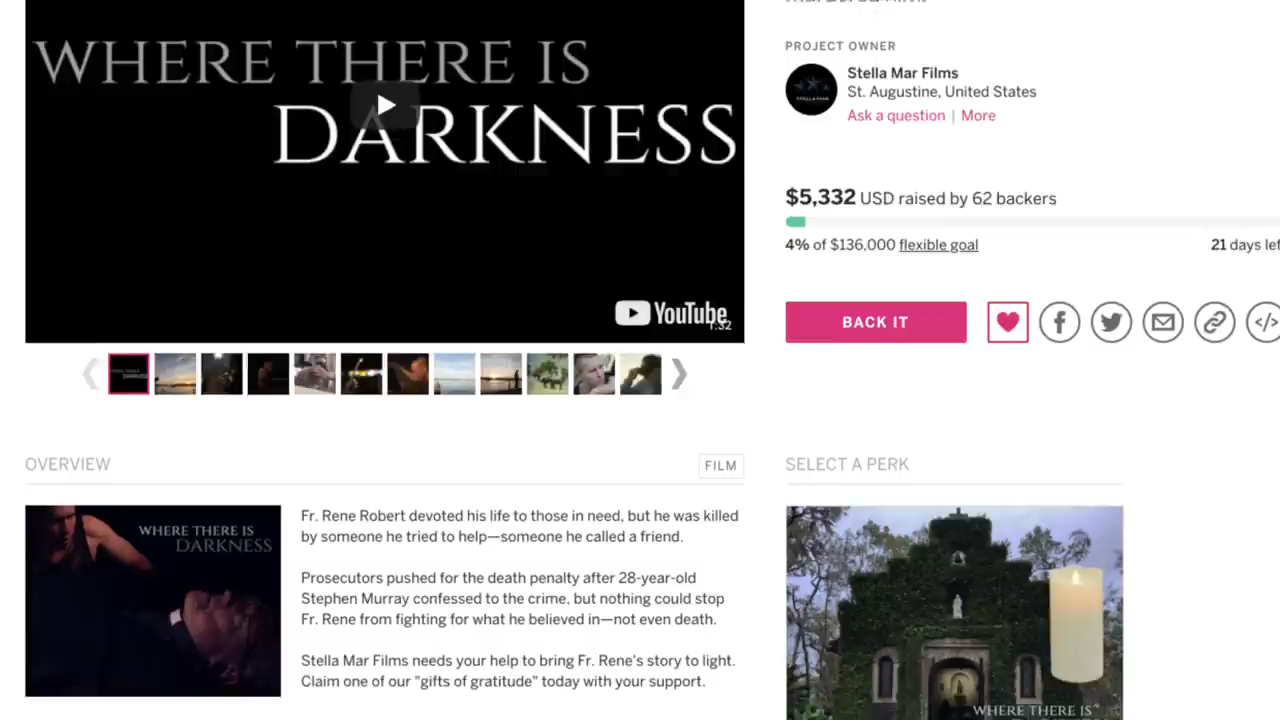 WHERE THERE IS
DARKNESS
YouTube
1:32
PROJECT OWNER
Stella Mar Films
St. Augustine, United States
Ask a question | More
$5,332 USD raised by 62 backers
4% of $136,000 flexible goal
21 days lef
BACK IT
OVERVIEW
FILM
WHERE THERE IS
DARKNESS
Fr. Rene Robert devoted his life to those in need, but he was killed
by someone he tried to help—someone he called a friend.
Prosecutors pushed for the death penalty after 28-year-old
Stephen Murray confessed to the crime, but nothing could stop
Fr. Rene from fighting for what he believed in—not even death.
Stella Mar Films needs your help to bring Fr. Rene's story to light.
Claim one of our "gifts of gratitude" today with your support.
SELECT A PERK
WHERE THERE IS